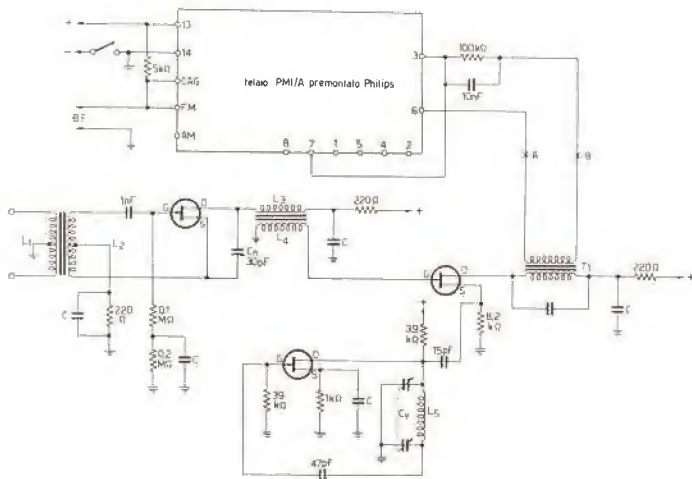 +
13
-
14
5kΩ
CAG
FM
BF
AM
telaio PMI/A premontato Philips
3
6
8 7 1 5 4 2
100kΩ
10nF
A
B
1nF
G
D
S
L1
L2
C
220
Ω
0.1
MΩ
0.2
MΩ
C
L3
L4
CA
30pF
220Ω
+
C
G
D
S
T1
220Ω
+
C
8,2
kΩ
+
39
kΩ
15pF
G
D
S
39
kΩ
1kΩ
C
CV
L5
47pF